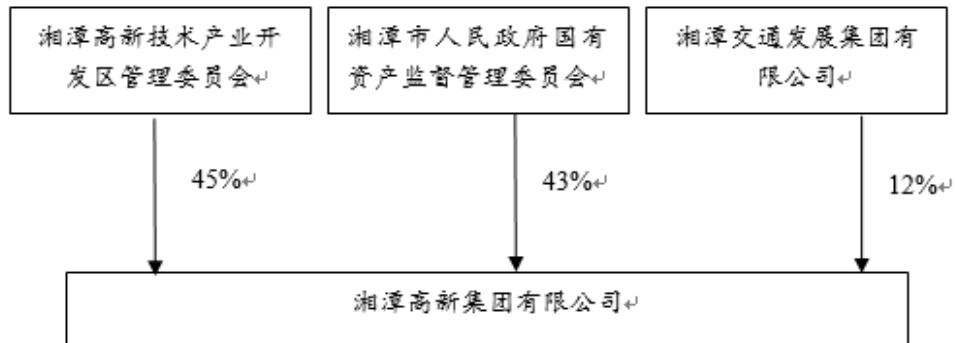 湘潭高新技术产业开
发区管理委员会↵
湘潭市人民政府国有
资产监督管理委员会↵
湘潭交通发展集团有
限公司↵
45%↵
43%↵
12%↵
湘潭高新集团有限公司↵